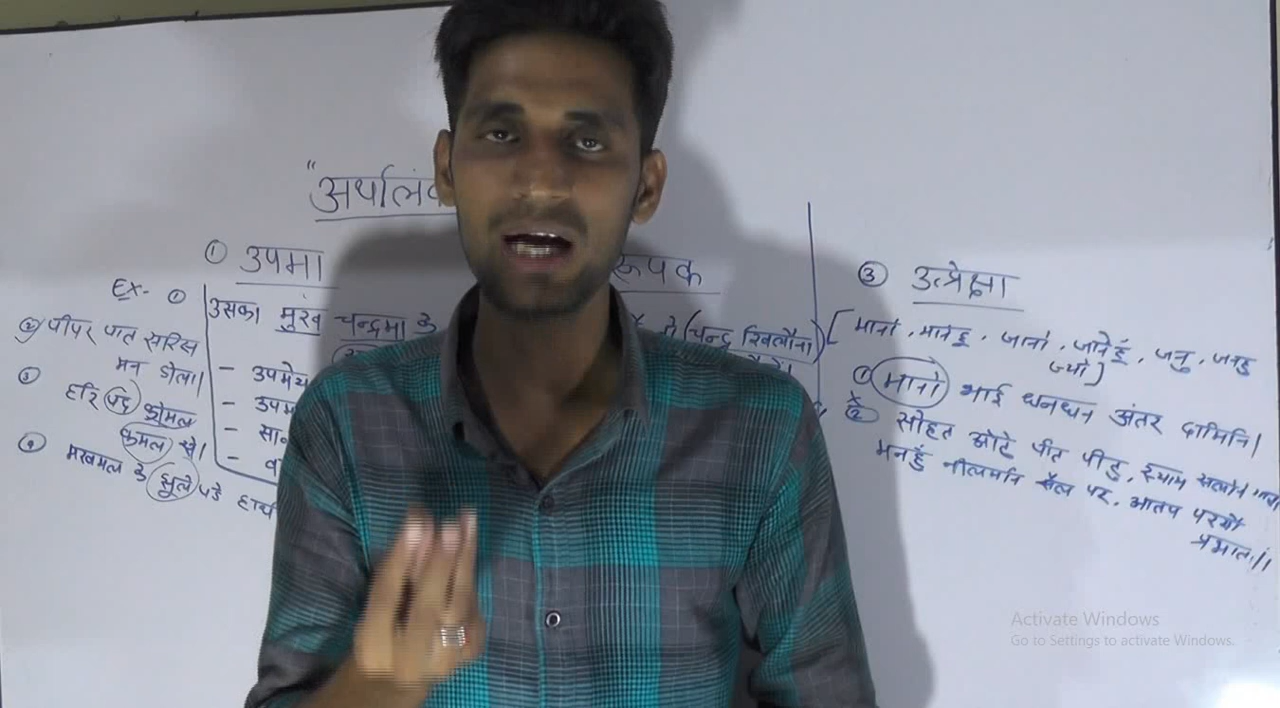 "अर्थालं
① उपमा
रूपक
③ उत्प्रेक्षा
Ex- ①
उसका मुख चन्द्रमा के
② पीपर पात सरिस
मन डोला।
③ हरि पद कोमल
कमल से।
④ मखमल के झूले पड़े हाथी
- उपमेय
- उपमा
- सा
- वा
(चन्द्र खिलौना)
[मानो, मानहू, जानो, जानेहुँ, जनु, जनहु
ज्यों]
① मानो भाई घनघन अंतर दामिनि।
② सोहत ओढे पीत पीटु, स्याम सलोने गात
मनहुँ नीलमनि सैल पर, आतप परयौ
प्रभात।।
Activate Windows
Go to Settings to activate Windows.